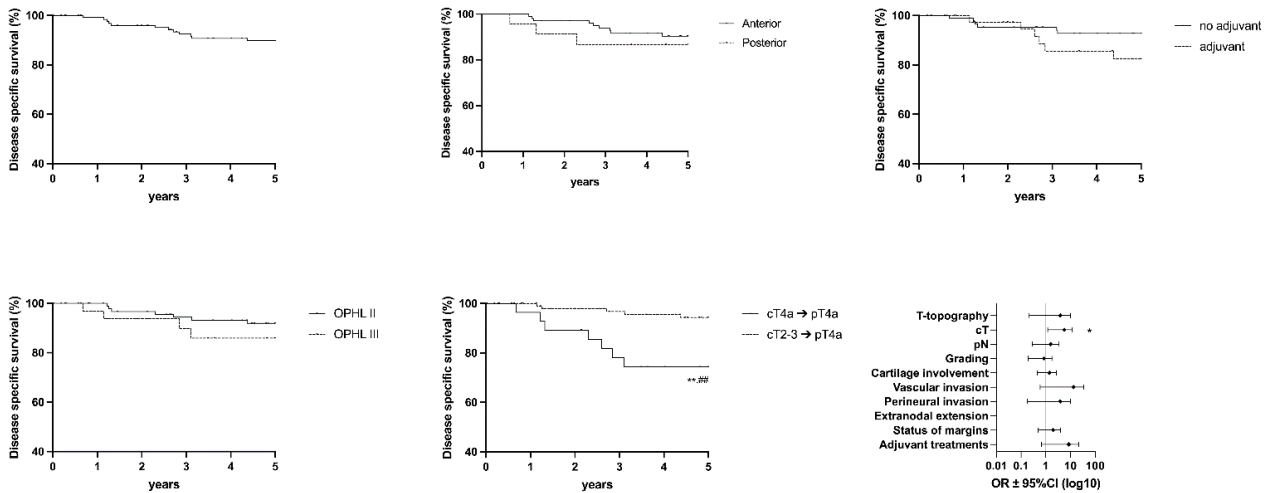 Disease specific survival (%)
100
80
60
40
0 1 2 3 4 5
years
Disease specific survival (%)
100
80
60
40
0 1 2 3 4 5
years
Anterior
Posterior
Disease specific survival (%)
100
80
60
40
0 1 2 3 4 5
years
no adjuvant
adjuvant
Disease specific survival (%)
100
80
60
40
0 1 2 3 4 5
years
OPHL II
OPHL III
Disease specific survival (%)
100
80
60
40
0 1 2 3 4 5
years
cT4a ➔ pT4a
cT2-3 ➔ pT4a
**,##
T-topography
cT *
pN
Grading
Cartilage involvement
Vascular invasion
Perineural invasion
Extranodal extension
Status of margins
Adjuvant treatments
0.01 0.1 1 10 100
OR ± 95%CI (log10)